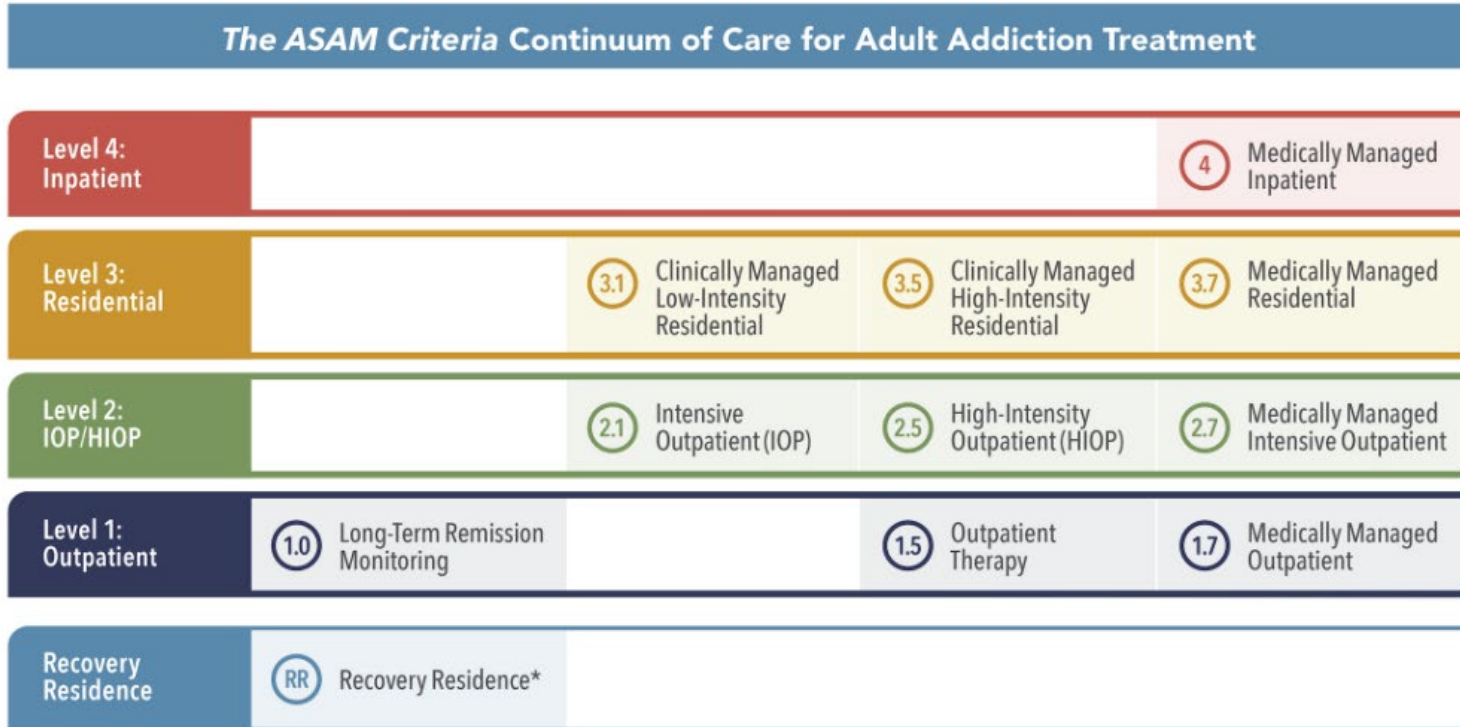 The ASAM Criteria Continuum of Care for Adult Addiction Treatment
Level 4:
Inpatient
4
Medically Managed
Inpatient
Level 3:
Residential
3.1
Clinically Managed
Low-Intensity
Residential
3.5
Clinically Managed
High-Intensity
Residential
3.7
Medically Managed
Residential
Level 2:
IOP/HIOP
2.1
Intensive
Outpatient (IOP)
2.5
High-Intensity
Outpatient (HIOP)
2.7
Medically Managed
Intensive Outpatient
Level 1:
Outpatient
1.0
Long-Term Remission
Monitoring
1.5
Outpatient
Therapy
1.7
Medically Managed
Outpatient
Recovery
Residence
RR
Recovery Residence*